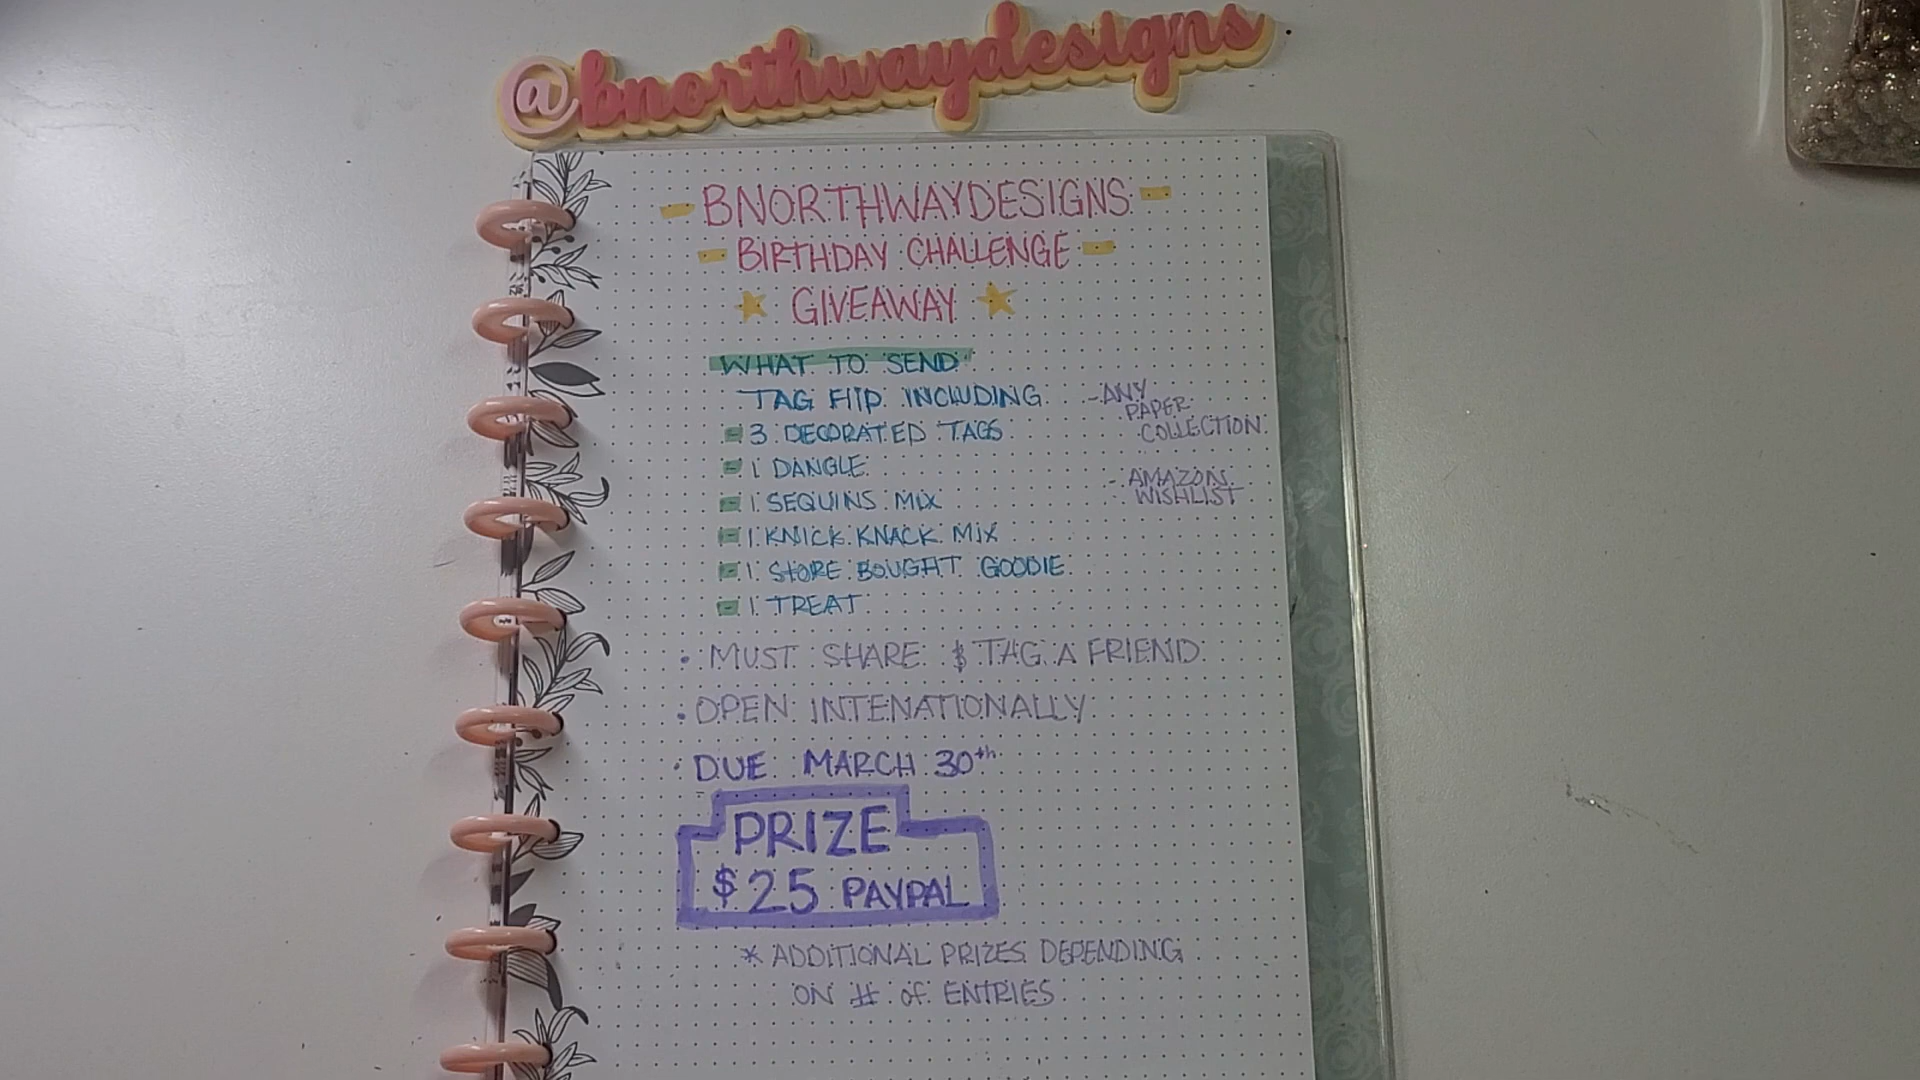 @bnorthwaydesigns
- BNORTHWAYDESIGNS -
- BIRTHDAY CHALLENGE -
GIVEAWAY
WHAT TO SEND
TAG FLIP INCLUDING
- 3 DECORATED TAGS
- 1 DANGLE
- 1 SEQUINS MIX
- 1 KNICK KNACK MIX
- 1 STORE BOUGHT GOODIE
- 1 TREAT
- ANY
PAPER
COLLECTION
- AMAZON
WISHLIST
• MUST SHARE & TAG A FRIEND
• OPEN INTENATIONALLY
• DUE MARCH 30th
PRIZE
$25 PAYPAL
* ADDITIONAL PRIZES DEPENDING
ON # of ENTRIES